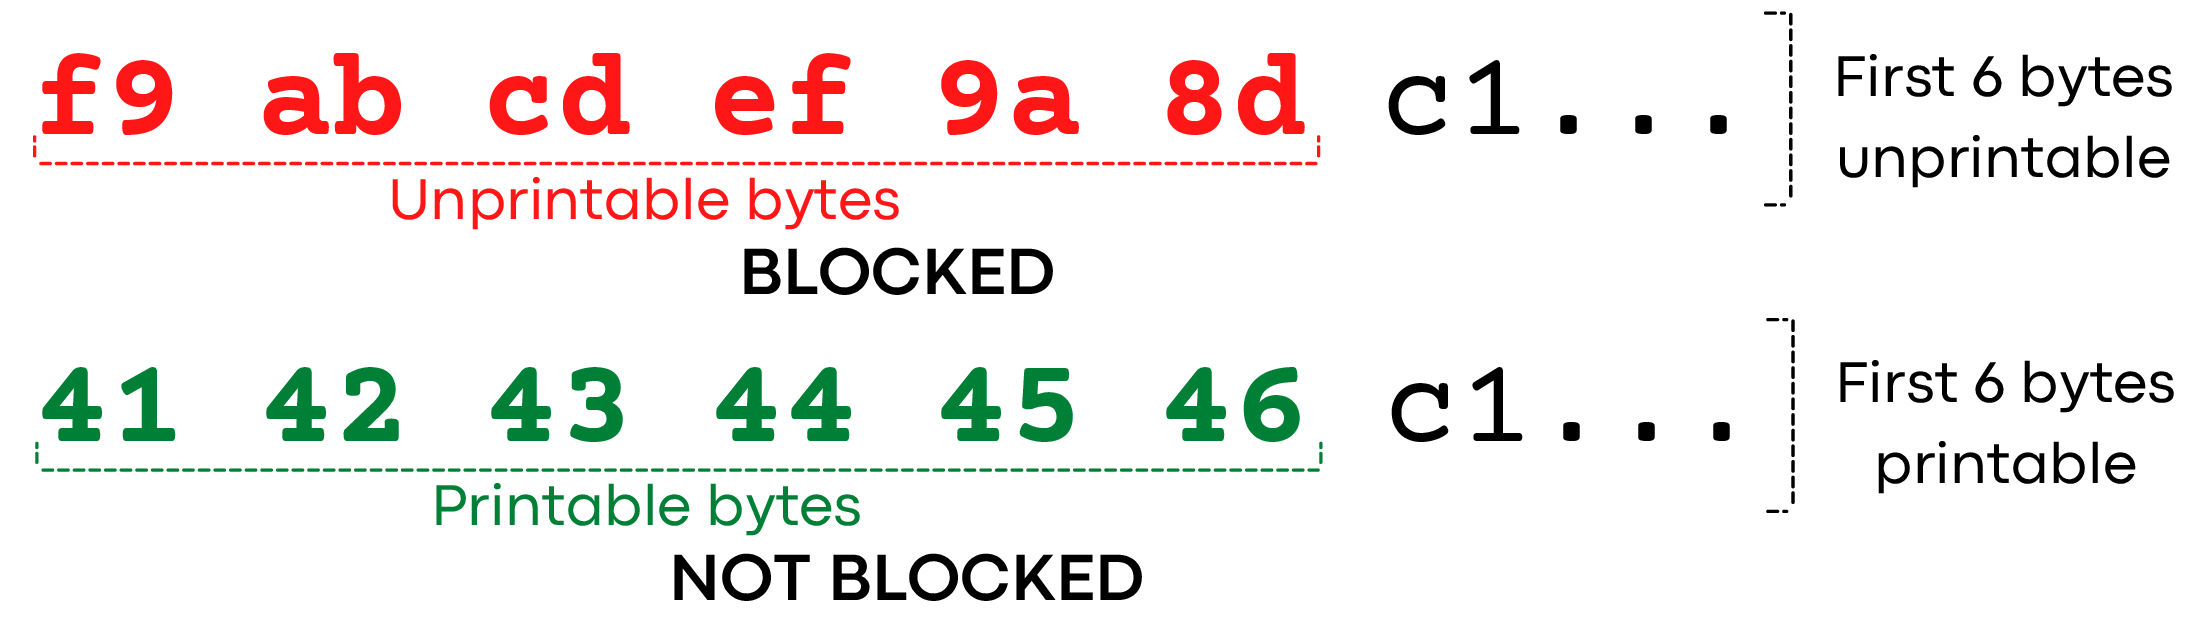 f9 ab cd ef 9a 8d c1...
Unprintable bytes
BLOCKED
First 6 bytes
unprintable
41 42 43 44 45 46 c1...
Printable bytes
NOT BLOCKED
First 6 bytes
printable